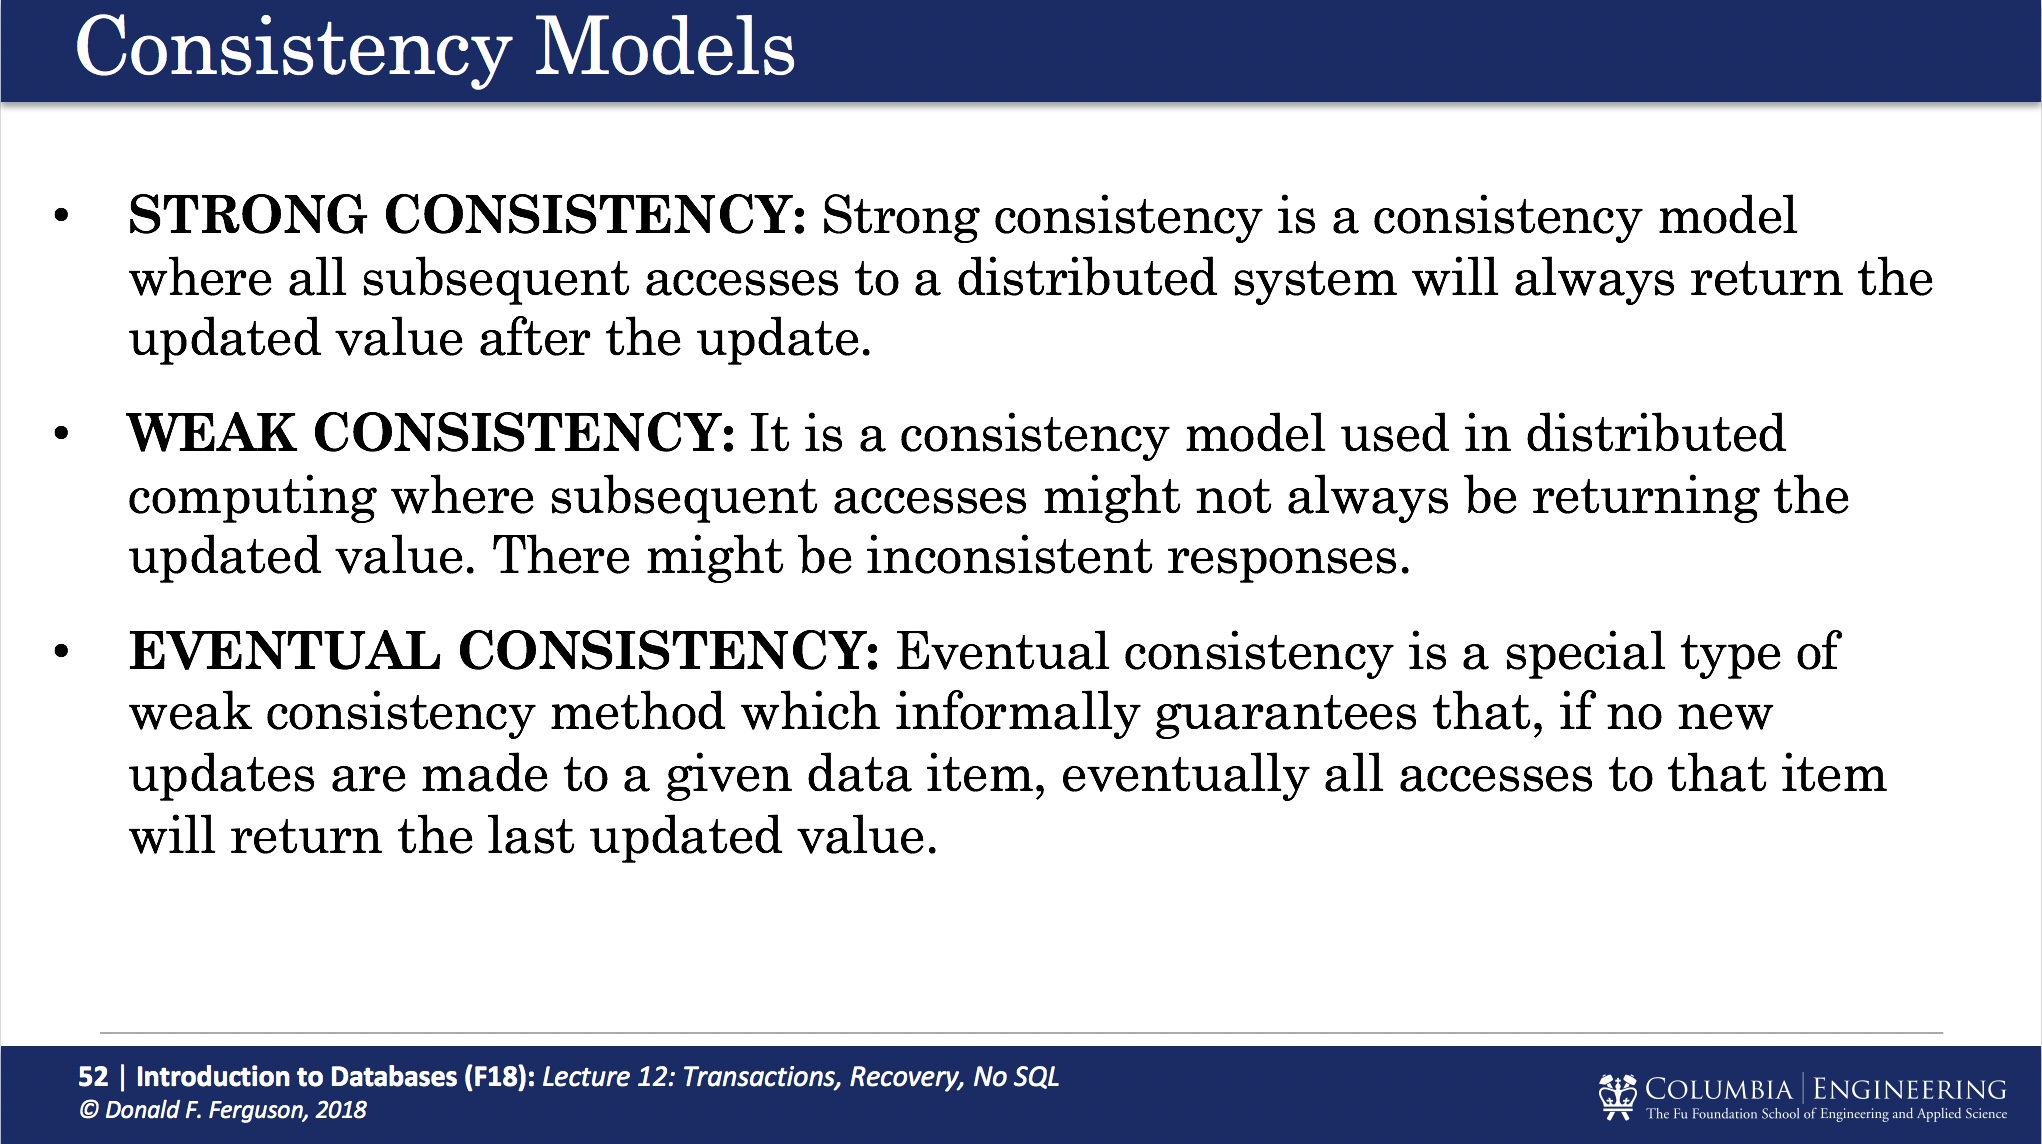 Consistency Models
• STRONG CONSISTENCY: Strong consistency is a consistency model
where all subsequent accesses to a distributed system will always return the
updated value after the update.
• WEAK CONSISTENCY: It is a consistency model used in distributed
computing where subsequent accesses might not always be returning the
updated value. There might be inconsistent responses.
• EVENTUAL CONSISTENCY: Eventual consistency is a special type of
weak consistency method which informally guarantees that, if no new
updates are made to a given data item, eventually all accesses to that item
will return the last updated value.
52 | Introduction to Databases (F18): Lecture 12: Transactions, Recovery, No SQL
© Donald F. Ferguson, 2018
COLUMBIA | ENGINEERING
The Fu Foundation School of Engineering and Applied Science